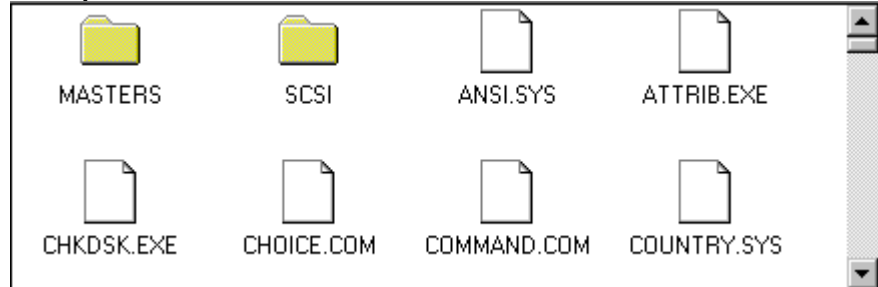 MASTERS SCSI ANSI.SYS ATTRIB.EXE
CHKDSK.EXE CHOICE.COM COMMAND.COM COUNTRY.SYS